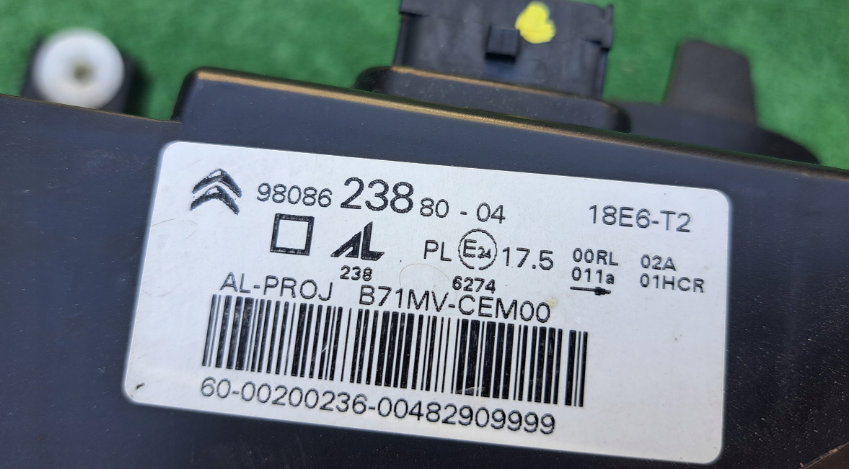 98086 238 80 - 04 18E6-T2
AL PL E24 17.5 00RL 02A
238 6274 011a 01HCR
AL-PROJ B71MV-CEM00
60-00200236-00482909999